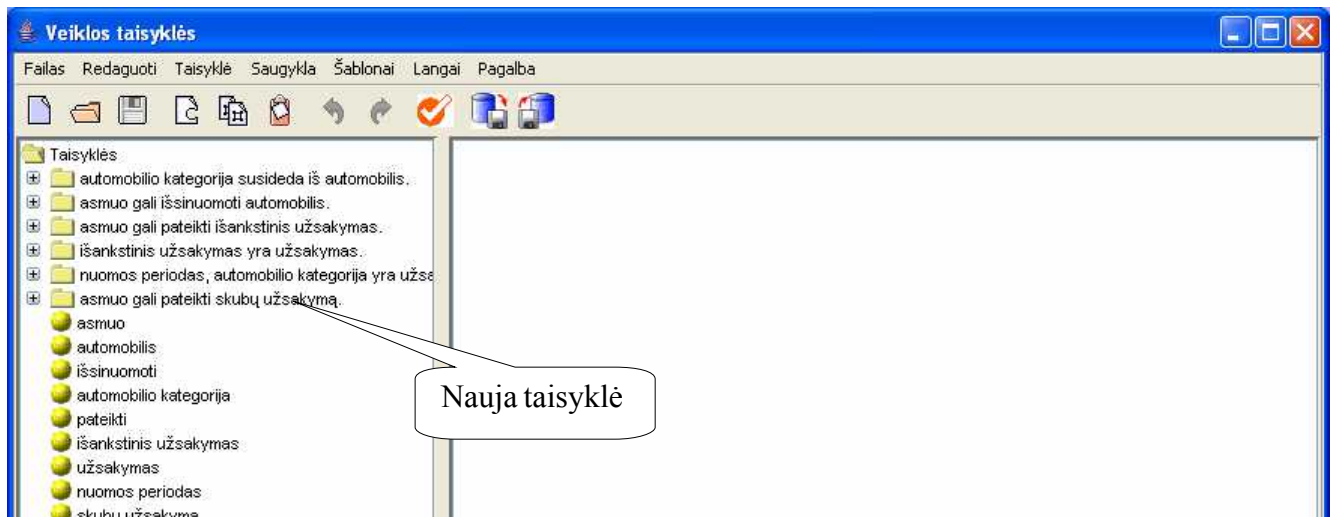 Veiklos taisyklės
Failas Redaguoti Taisyklė Saugykla Šablonai Langai Pagalba
Taisyklės
automobilio kategorija susideda iš automobilis.
asmuo gali išsinuomoti automobilis.
asmuo gali pateikti išankstinis užsakymas.
išankstinis užsakymas yra užsakymas.
nuomos periodas, automobilio kategorija yra užsa
asmuo gali pateikti skubų užsakymą.
asmuo
automobilis
išsinuomoti
automobilio kategorija
pateikti
išankstinis užsakymas
užsakymas
nuomos periodas
skubų užsakymą
Nauja taisyklė